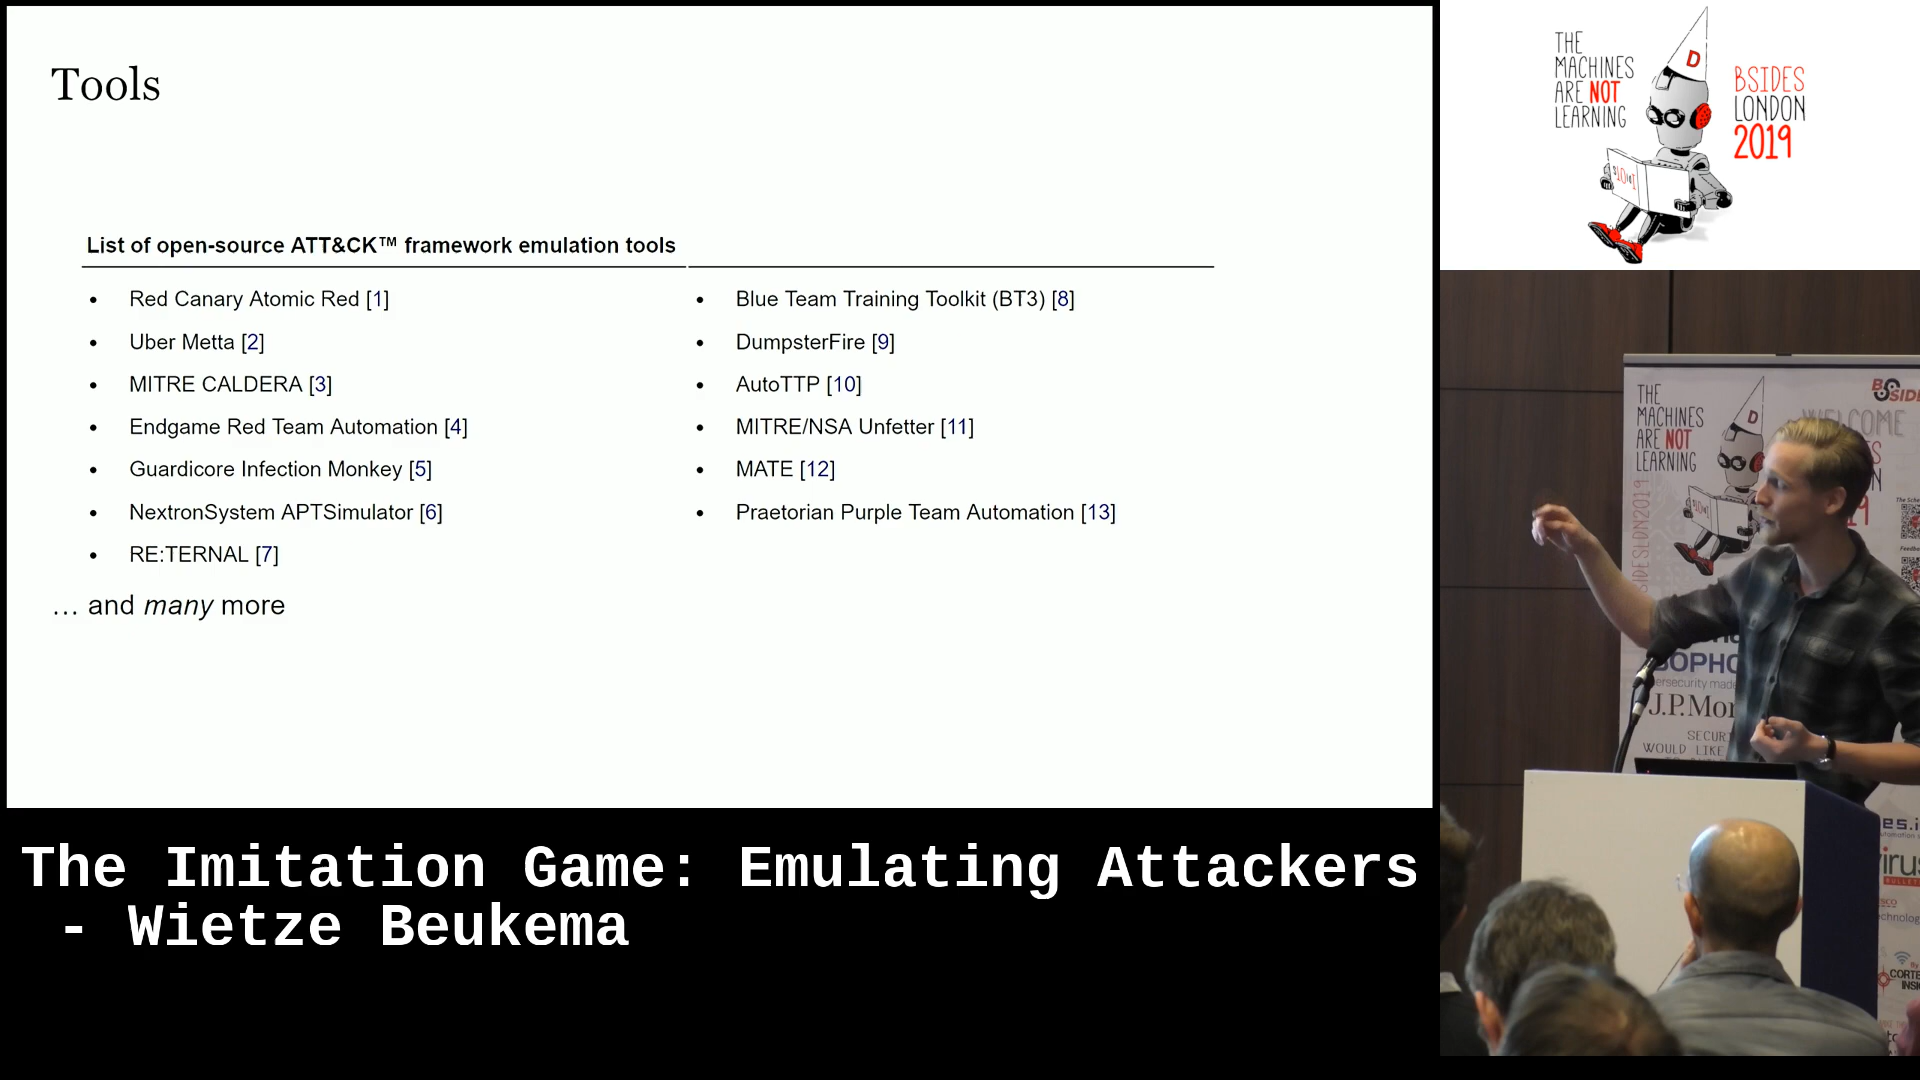 Tools
List of open-source ATT&CK™ framework emulation tools
• Red Canary Atomic Red [1]
• Uber Metta [2]
• MITRE CALDERA [3]
• Endgame Red Team Automation [4]
• Guardicore Infection Monkey [5]
• NextronSystem APTSimulator [6]
• RE:TERNAL [7]
• Blue Team Training Toolkit (BT3) [8]
• DumpsterFire [9]
• AutoTTP [10]
• MITRE/NSA Unfetter [11]
• MATE [12]
• Praetorian Purple Team Automation [13]
… and many more
The Imitation Game: Emulating Attackers
- Wietze Beukema
THE
MACHINES
ARE NOT
LEARNING
D
BSIDES
LONDON
2019
THE
MACHINES
ARE NOT
LEARNING
D
WELCOME
J.P.Mor
SECUR
WOULD LIKE